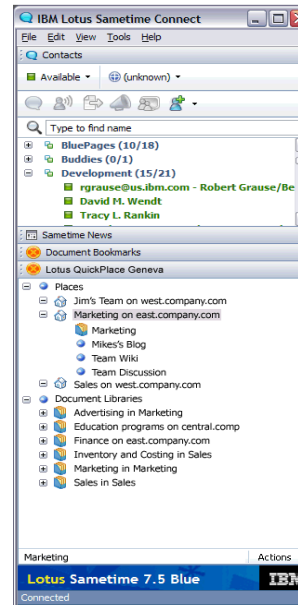 IBM Lotus Sametime Connect
File Edit View Tools Help
Contacts
Available (unknown)
Type to find name
BluePages (10/18)
Buddies (0/1)
Development (15/21)
rgrause@us.ibm.com - Robert Grause/Be
David M. Wendt
Tracy L. Rankin
Sametime News
Document Bookmarks
Lotus QuickPlace Geneva
Places
Jim's Team on west.company.com
Marketing on east.company.com
Marketing
Mikes's Blog
Team Wiki
Team Discussion
Sales on west.company.com
Document Libraries
Advertising in Marketing
Education programs on central.comp
Finance on east.company.com
Inventory and Costing in Sales
Marketing in Marketing
Sales in Sales
Marketing Actions
Lotus Sametime 7.5 Blue IBM
Connected